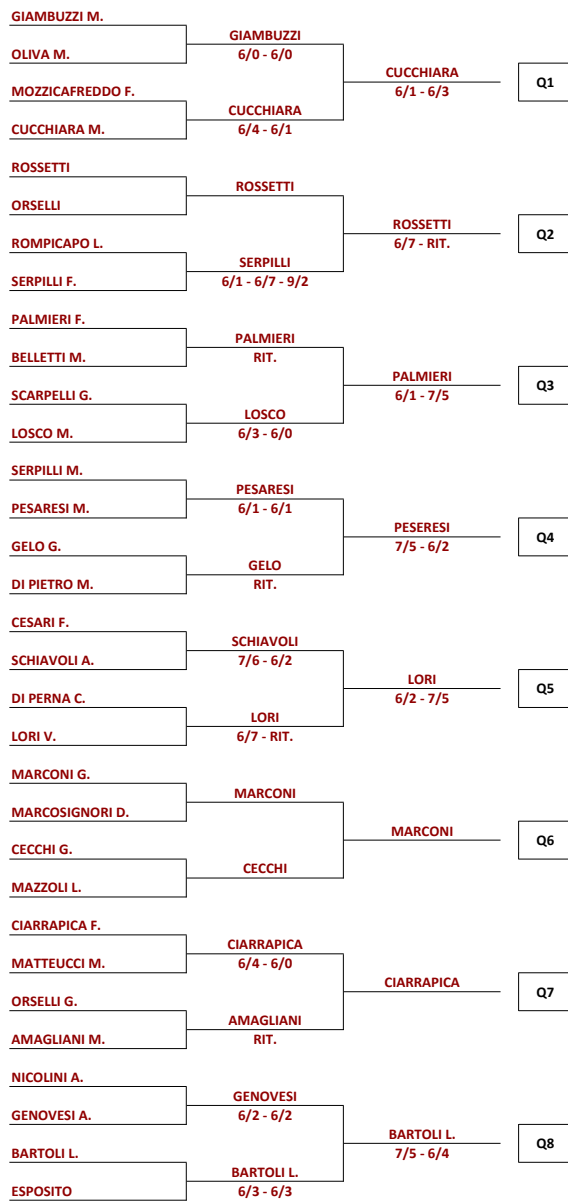 GIAMBUZZI M.
GIAMBUZZI
OLIVA M.
6/0 - 6/0
CUCCHIARA
Q1
6/1 - 6/3
MOZZICAFREDDO F.
CUCCHIARA
CUCCHIARA M.
6/4 - 6/1
ROSSETTI
ROSSETTI
ORSELLI
ROSSETTI
Q2
6/7 - RIT.
ROMPICAPO L.
SERPILLI
SERPILLI F.
6/1 - 6/7 - 9/2
PALMIERI F.
PALMIERI
BELLETTI M.
RIT.
PALMIERI
Q3
6/1 - 7/5
SCARPELLI G.
LOSCO
LOSCO M.
6/3 - 6/0
SERPILLI M.
PESARESI
PESARESI M.
6/1 - 6/1
PESERESI
Q4
7/5 - 6/2
GELO G.
GELO
DI PIETRO M.
RIT.
CESARI F.
SCHIAVOLI
SCHIAVOLI A.
7/6 - 6/2
LORI
Q5
6/2 - 7/5
DI PERNA C.
LORI
LORI V.
6/7 - RIT.
MARCONI G.
MARCONI
MARCOSIGNORI D.
MARCONI
Q6
CECCHI G.
CECCHI
MAZZOLI L.
CIARRAPICA F.
CIARRAPICA
MATTEUCCI M.
6/4 - 6/0
CIARRAPICA
Q7
ORSELLI G.
AMAGLIANI
AMAGLIANI M.
RIT.
NICOLINI A.
GENOVESI
GENOVESI A.
6/2 - 6/2
BARTOLI L.
Q8
7/5 - 6/4
BARTOLI L.
BARTOLI L.
ESPOSITO
6/3 - 6/3